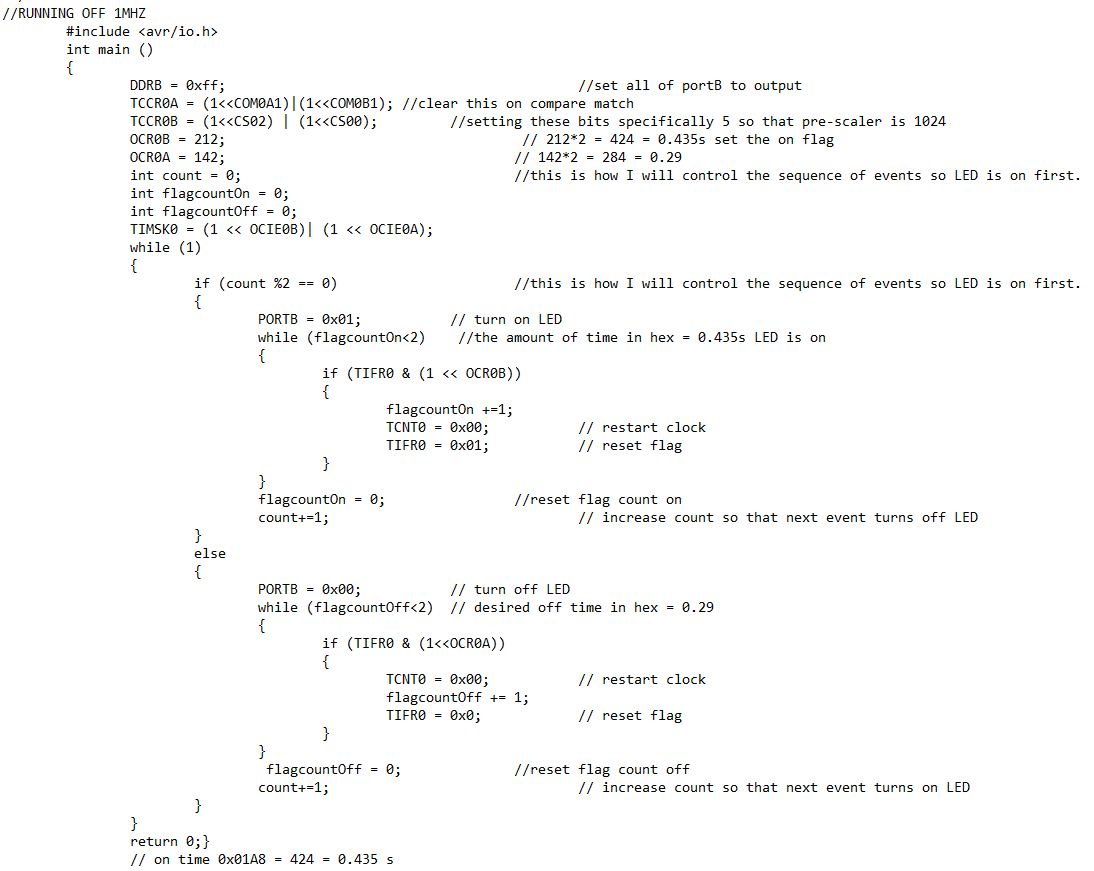 //RUNNING OFF 1MHZ
#include <avr/io.h>
int main ()
{
DDRB = 0xff; //set all of portB to output
TCCR0A = (1<<COM0A1)|(1<<COM0B1); //clear this on compare match
TCCR0B = (1<<CS02) | (1<<CS00); //setting these bits specifically 5 so that pre-scaler is 1024
OCR0B = 212; // 212*2 = 424 = 0.435s set the on flag
OCR0A = 142; // 142*2 = 284 = 0.29
int count = 0; //this is how I will control the sequence of events so LED is on first.
int flagcountOn = 0;
int flagcountOff = 0;
TIMSK0 = (1 << OCIE0B)| (1 << OCIE0A);
while (1)
{
if (count %2 == 0) //this is how I will control the sequence of events so LED is on first.
{
PORTB = 0x01; // turn on LED
while (flagcountOn<2) //the amount of time in hex = 0.435s LED is on
{
if (TIFR0 & (1 << OCR0B))
{
flagcountOn +=1;
TCNT0 = 0x00; // restart clock
TIFR0 = 0x01; // reset flag
}
}
flagcountOn = 0; //reset flag count on
count+=1; // increase count so that next event turns off LED
}
else
{
PORTB = 0x00; // turn off LED
while (flagcountOff<2) // desired off time in hex = 0.29
{
if (TIFR0 & (1<<OCR0A))
{
TCNT0 = 0x00; // restart clock
flagcountOff += 1;
TIFR0 = 0x0; // reset flag
}
}
flagcountOff = 0; //reset flag count off
count+=1; // increase count so that next event turns on LED
}
}
return 0;}
// on time 0x01A8 = 424 = 0.435 s